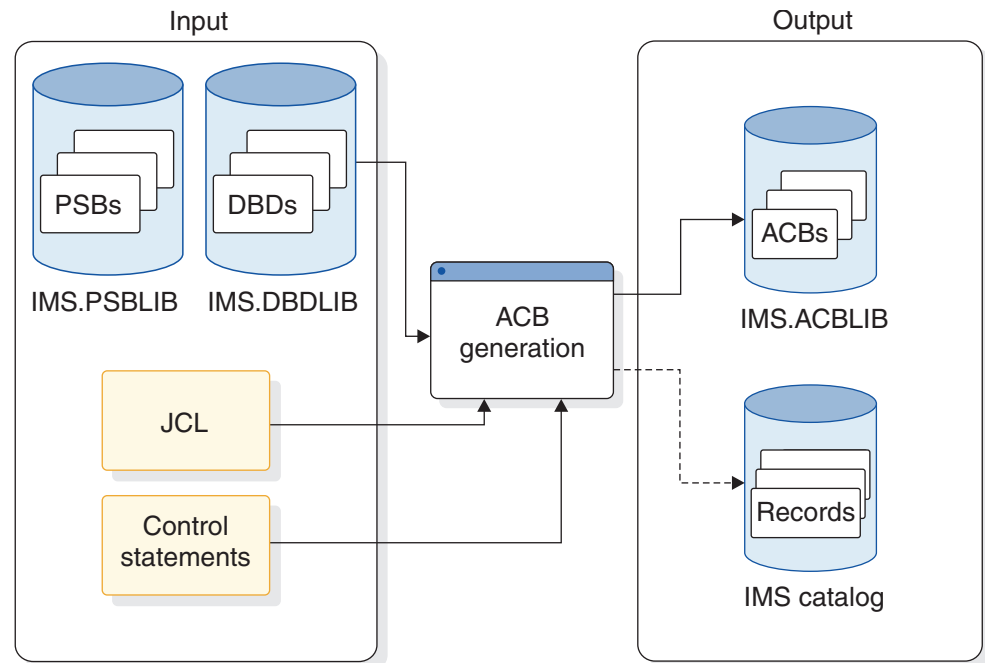 Input
Output
PSBs
DBDs
IMS.PSBLIB
IMS.DBDLIB
JCL
Control
statements
ACB
generation
ACBs
IMS.ACBLIB
Records
IMS catalog